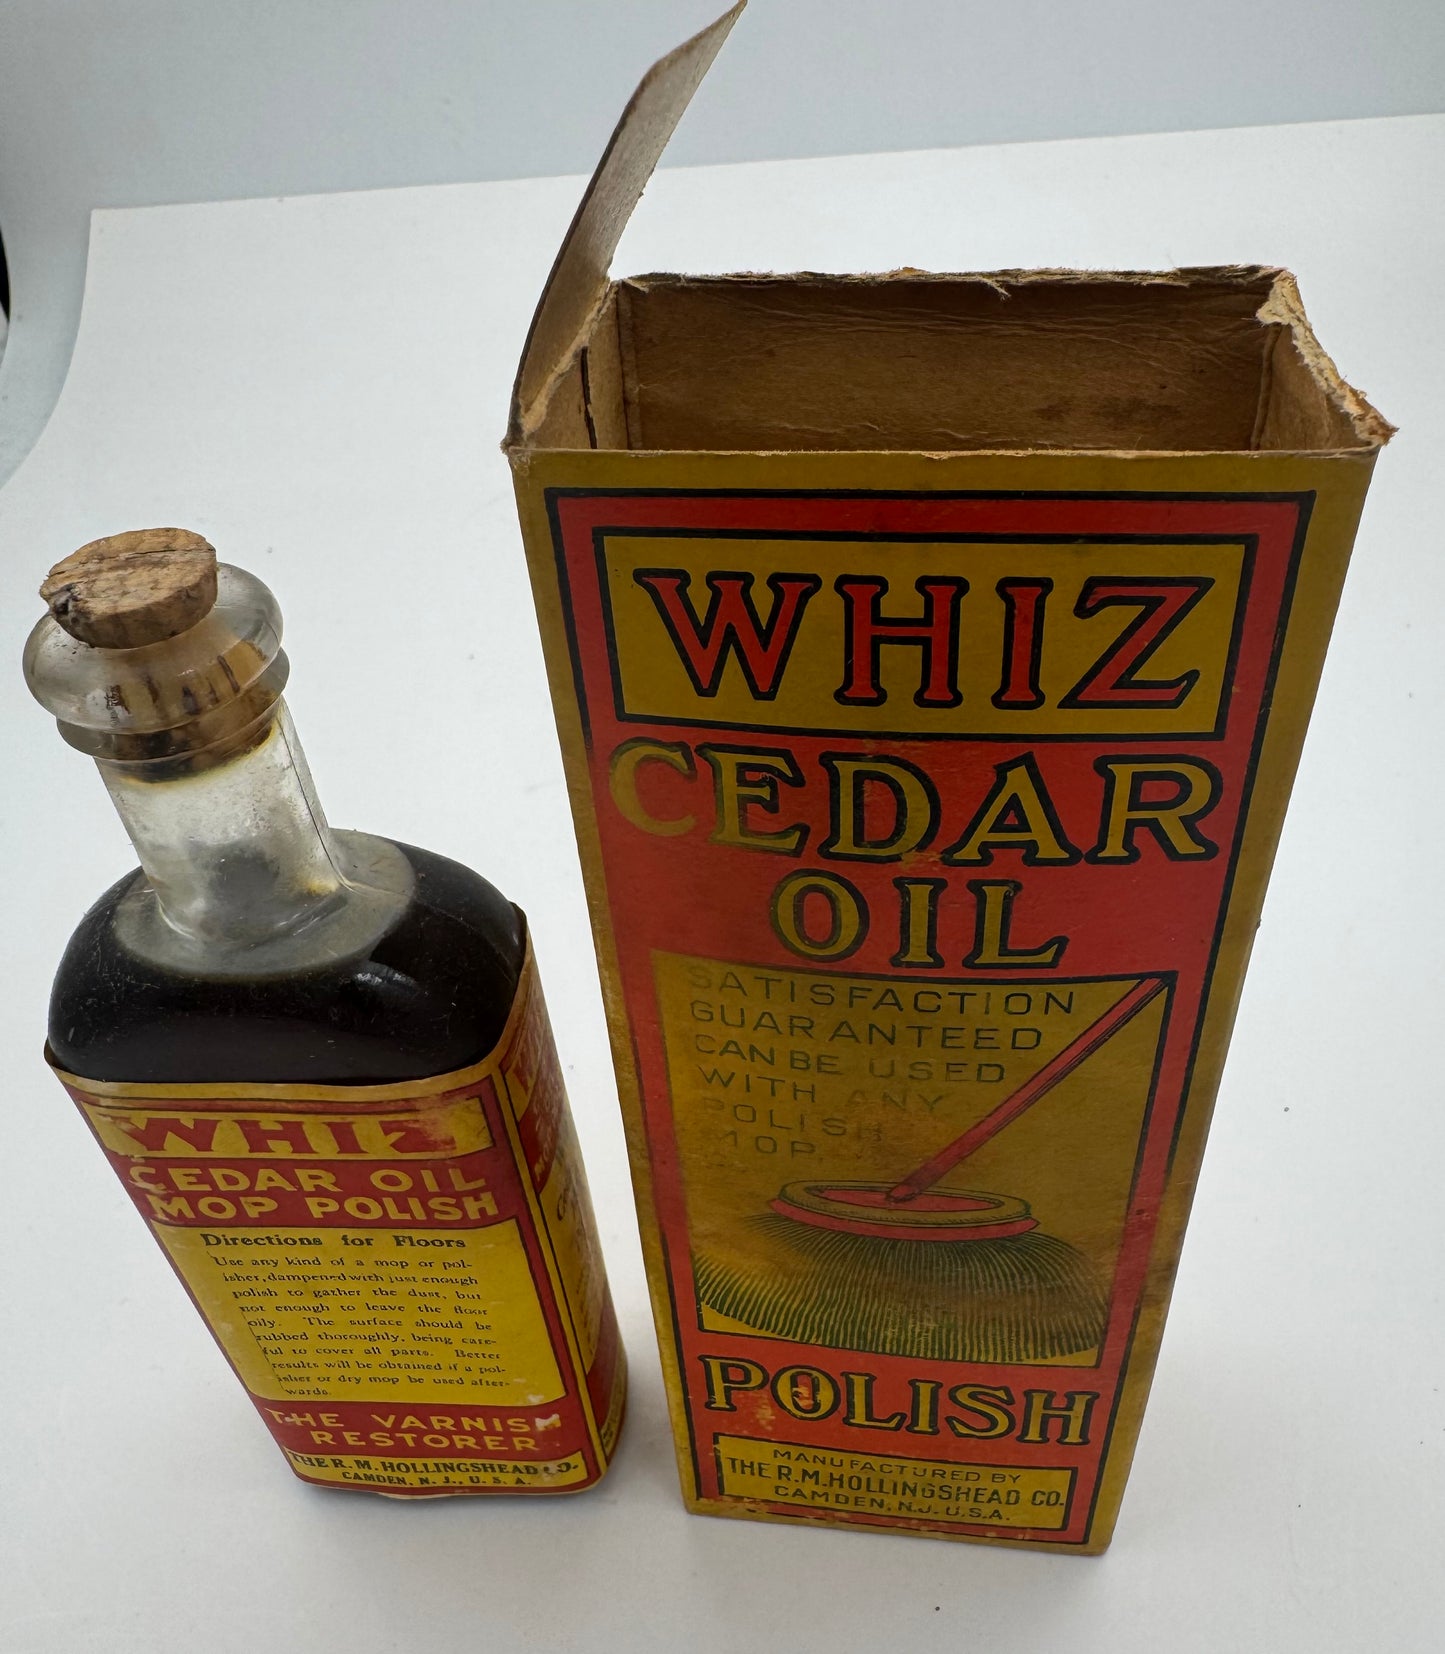 WHIZ
CEDAR OIL
MOP POLISH
Directions for Floors
Use any kind of a mop or pol-
isher, dampened with just enough
polish to gather the dust, but
not enough to leave the floor
oily. The surface should be
rubbed thoroughly, being care-
ful to cover all parts. Better
results will be obtained if a pol-
isher or dry mop be used after-
wards.
THE VARNISH
RESTORER
THE R. M. HOLLINGSHEAD CO.
CAMDEN, N. J., U. S. A.
WHIZ
CEDAR
OIL
SATISFACTION
GUARANTEED
CAN BE USED
WITH ANY
POLISH
MOP.
POLISH
MANUFACTURED BY
THE R.M. HOLLINGSHEAD CO.
CAMDEN, N.J. U.S.A.